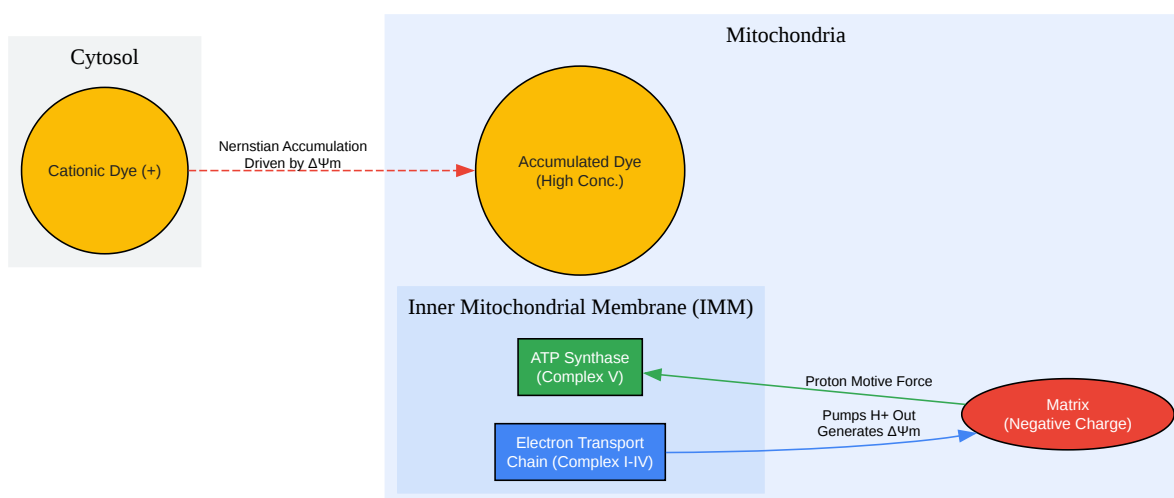 Cytosol
Mitochondria
Cationic Dye (+)
Nernstian Accumulation
Driven by ΔΨm
Accumulated Dye
(High Conc.)
Inner Mitochondrial Membrane (IMM)
ATP Synthase
(Complex V)
Proton Motive Force
Matrix
(Negative Charge)
Pumps H+ Out
Generates ΔΨm
Electron Transport
Chain (Complex I-IV)